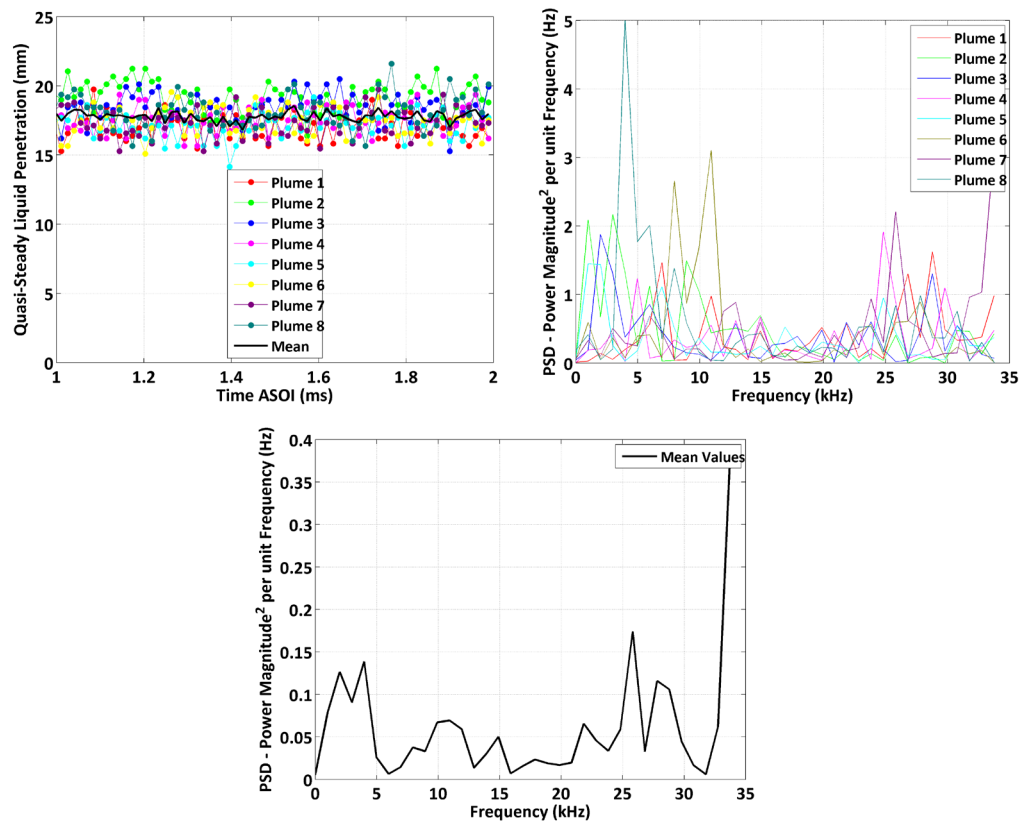 25
20
15
10
5
0
Quasi-Steady Liquid Penetration (mm)
Plume 1
Plume 2
Plume 3
Plume 4
Plume 5
Plume 6
Plume 7
Plume 8
Mean
1
1.2
1.4
1.6
1.8
2
Time ASOI (ms)
5
4
3
2
1
0
PSD - Power Magnitude² per unit Frequency (Hz)
Plume 1
Plume 2
Plume 3
Plume 4
Plume 5
Plume 6
Plume 7
Plume 8
0
5
10
15
20
25
30
35
Frequency (kHz)
0.4
0.35
0.3
0.25
0.2
0.15
0.1
0.05
0
PSD - Power Magnitude² per unit Frequency (Hz)
Mean Values
0
5
10
15
20
25
30
35
Frequency (kHz)